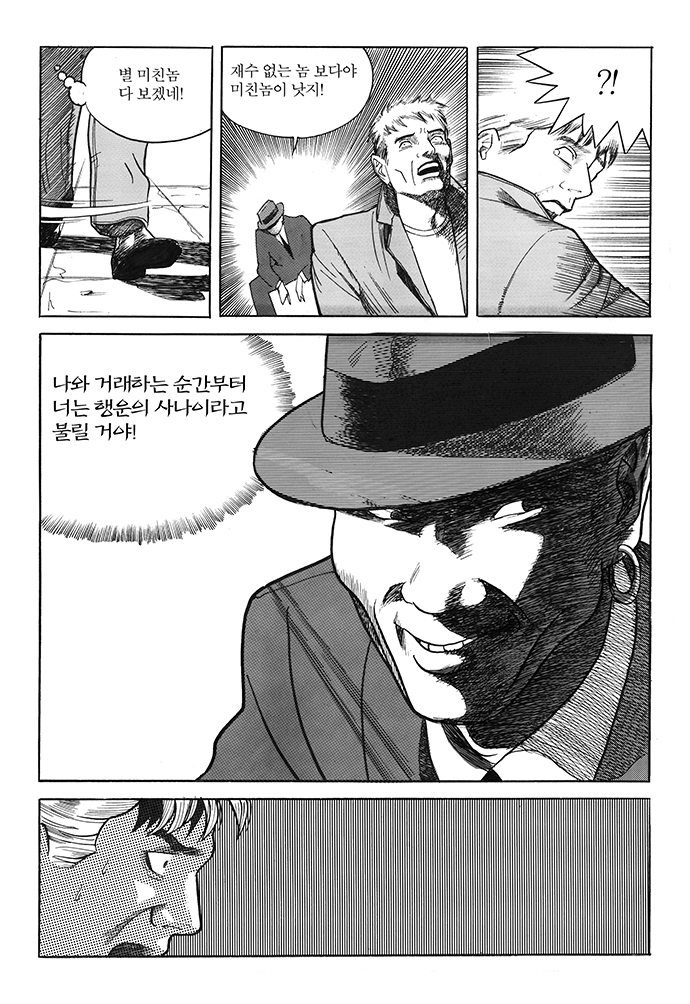 별 미친놈
다 보겠네!
재수 없는 놈 보다야
미친놈이 낫지!
?!
나와 거래하는 순간부터
너는 행운의 사나이라고
불릴 거야!